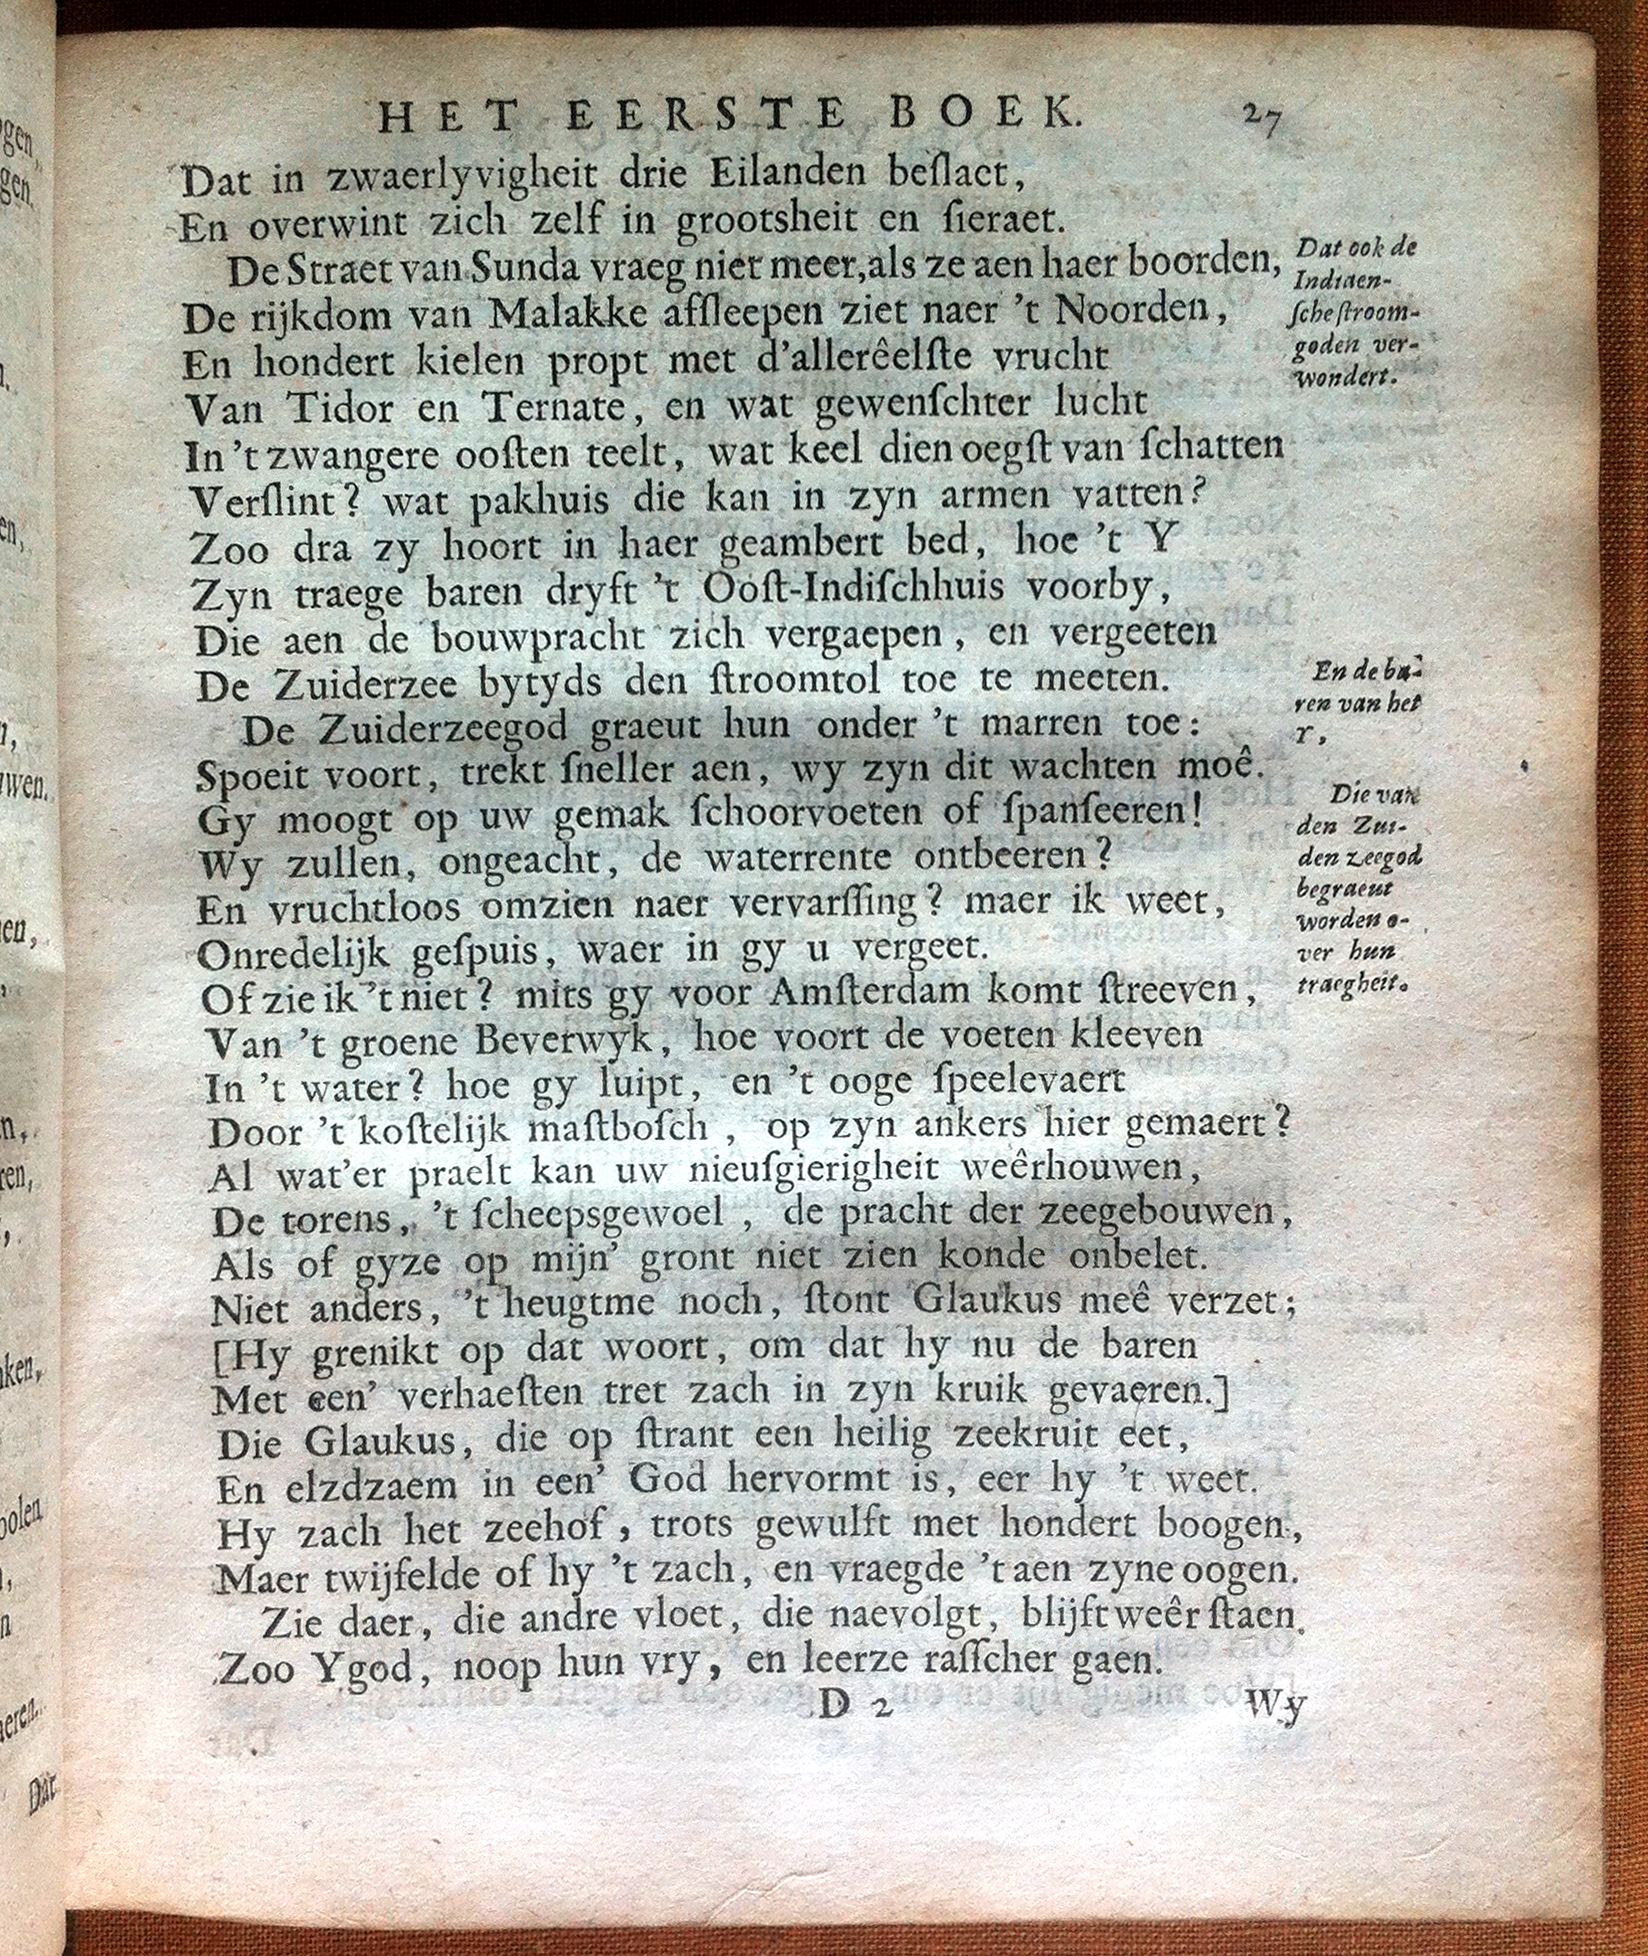 HET EERSTE BOEK. 27
Dat in zwaerlyvigheit drie Eilanden beſlaet,
En overwint zich zelf in grootsheit en ſieraet.
De Straet van Sunda vraeg niet meer, als ze aen haer boorden,
De rijkdom van Malakke afſleepen ziet naer 't Noorden,
En hondert kielen propt met d'allerêelſte vrucht
Van Tidor en Ternate, en wat gewenſchter lucht
In 't zwangere ooſten teelt, wat keel dien oegſt van ſchatten
Verſlint? wat pakhuis die kan in zyn armen vatten?
Zoo dra zy hoort in haer geambert bed, hoe 't Y
Zyn traege baren dryft 't Ooſt-Indiſchhuis voorby,
Die aen de bouwpracht zich vergaepen, en vergeeten
De Zuiderzee bytyds den ſtroomtol toe te meeten.
De Zuiderzeegod graeut hun onder 't marren toe:
Spoeit voort, trekt ſneller aen, wy zyn dit wachten moê.
Gy moogt op uw gemak ſchoorvoeten of ſpanſeeren!
Wy zullen, ongeacht, de waterrente ontbeeren?
En vruchtloos omzien naer vervarſſing? maer ik weet,
Onredelijk geſpuis, waer in gy u vergeet.
Of zie ik 't niet? mits gy voor Amſterdam komt ſtreeven,
Van 't groene Beverwyk, hoe voort de voeten kleeven
In 't water? hoe gy luipt, en 't ooge ſpeelevaert
Door 't koſtelijk maſtboſch, op zyn ankers hier gemaert?
Al wat'er praelt kan uw nieuſgierigheit weêrhouwen,
De torens, 't ſcheepsgewoel, de pracht der zeegebouwen,
Als of gyze op mijn' gront niet zien konde onbelet.
Niet anders, 't heugtme noch, ſtont Glaukus meê verzet;
[Hy grenikt op dat woort, om dat hy nu de baren
Met een' verhaeſten tret zach in zyn kruik gevaeren.]
Die Glaukus, die op ſtrant een heilig zeekruit eet,
En elzdzaem in een' God hervormt is, eer hy 't weet.
Hy zach het zeehof, trots gewulft met hondert boogen,
Maer twijfelde of hy 't zach, en vraegde 't aen zyne oogen.
Zie daer, die andre vloet, die naevolgt, blijft weêr ſtaen.
Zoo Ygod, noop hun vry, en leerze raſſcher gaen.
D 2 Wy
Dat ook de
Indiaen-
ſche ſtroom-
goden ver-
wondert.
En de ba-
ren van het
Y,
Die van
den Zui-
den zeegod
begraeut
worden o-
ver hun
traegheit.
ogen,
gen.
en,
uwen.
ren,
ken,
oolen
aeren.
Dat